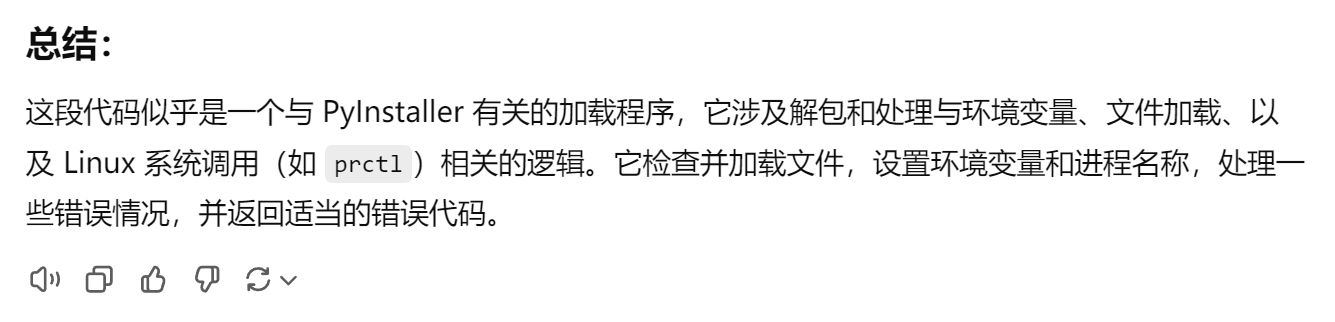 总结：
这段代码似乎是一个与 PyInstaller 有关的加载程序，它涉及解包和处理与环境变量、文件加载、以
及 Linux 系统调用（如 prctl）相关的逻辑。它检查并加载文件，设置环境变量和进程名称，处理一
些错误情况，并返回适当的错误代码。